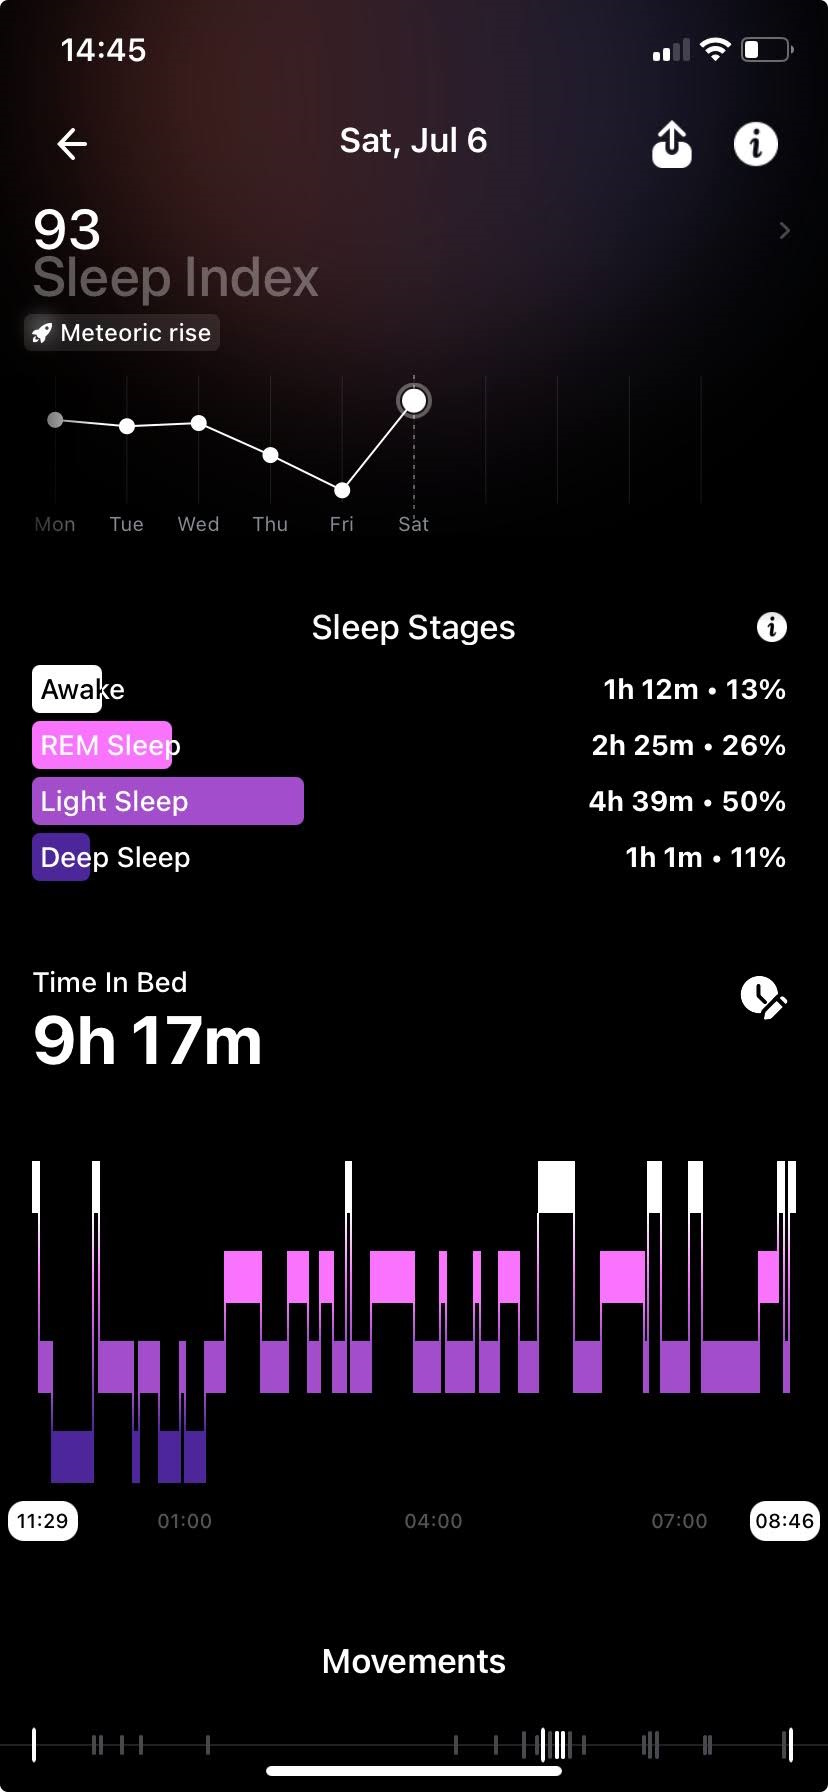 14:45
Sat, Jul 6
93
Sleep Index
Meteoric rise
Mon Tue Wed Thu Fri Sat
Sleep Stages
Awake 1h 12m • 13%
REM Sleep 2h 25m • 26%
Light Sleep 4h 39m • 50%
Deep Sleep 1h 1m • 11%
Time In Bed
9h 17m
11:29 01:00 04:00 07:00 08:46
Movements